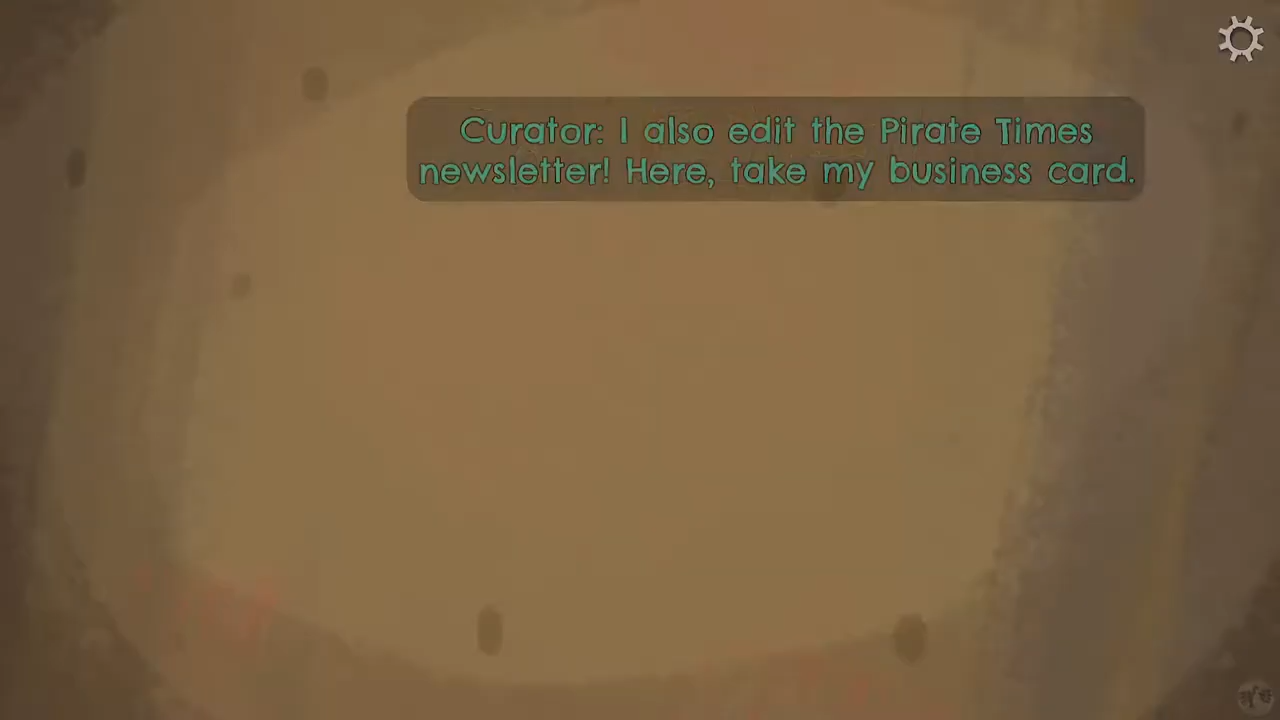 Curator: I also edit the Pirate Times
newsletter! Here, take my business card.